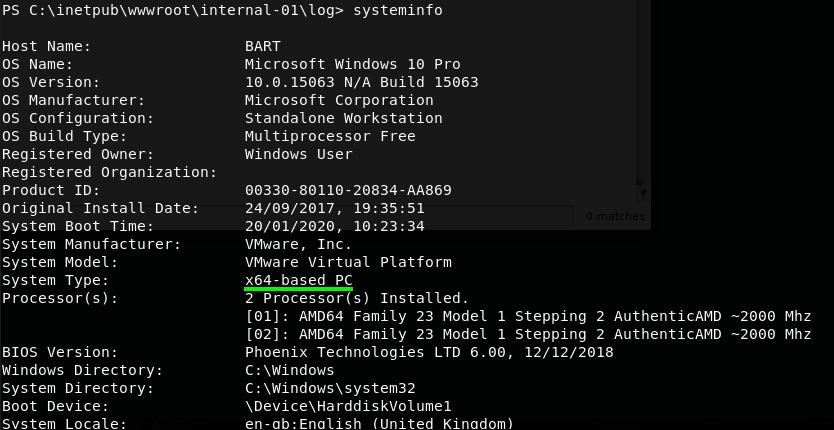 PS C:\inetpub\wwwroot\internal-01\log> systeminfo
Host Name: BART
OS Name: Microsoft Windows 10 Pro
OS Version: 10.0.15063 N/A Build 15063
OS Manufacturer: Microsoft Corporation
OS Configuration: Standalone Workstation
OS Build Type: Multiprocessor Free
Registered Owner: Windows User
Registered Organization:
Product ID: 00330-80110-20834-AA869
Original Install Date: 24/09/2017, 19:35:51
0 matches
System Boot Time: 20/01/2020, 10:23:34
System Manufacturer: VMware, Inc.
System Model: VMware Virtual Platform
System Type: x64-based PC
Processor(s): 2 Processor(s) Installed.
[01]: AMD64 Family 23 Model 1 Stepping 2 AuthenticAMD ~2000 Mhz
[02]: AMD64 Family 23 Model 1 Stepping 2 AuthenticAMD ~2000 Mhz
BIOS Version: Phoenix Technologies LTD 6.00, 12/12/2018
Windows Directory: C:\Windows
System Directory: C:\Windows\system32
Boot Device: \Device\HarddiskVolume1
System Locale: en-gb;English (United Kingdom)